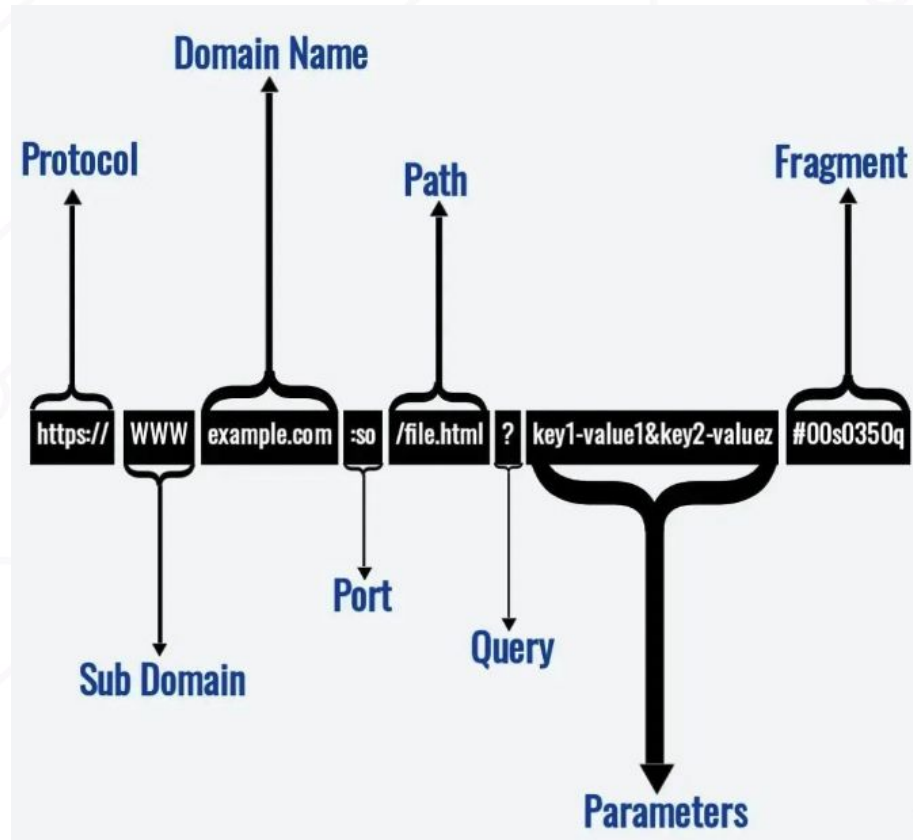 Domain Name
Protocol
Path
Fragment
https:// WWW example.com :so /file.html ? key1-value1&key2-valuez #00s0350q
Port
Query
Sub Domain
Parameters